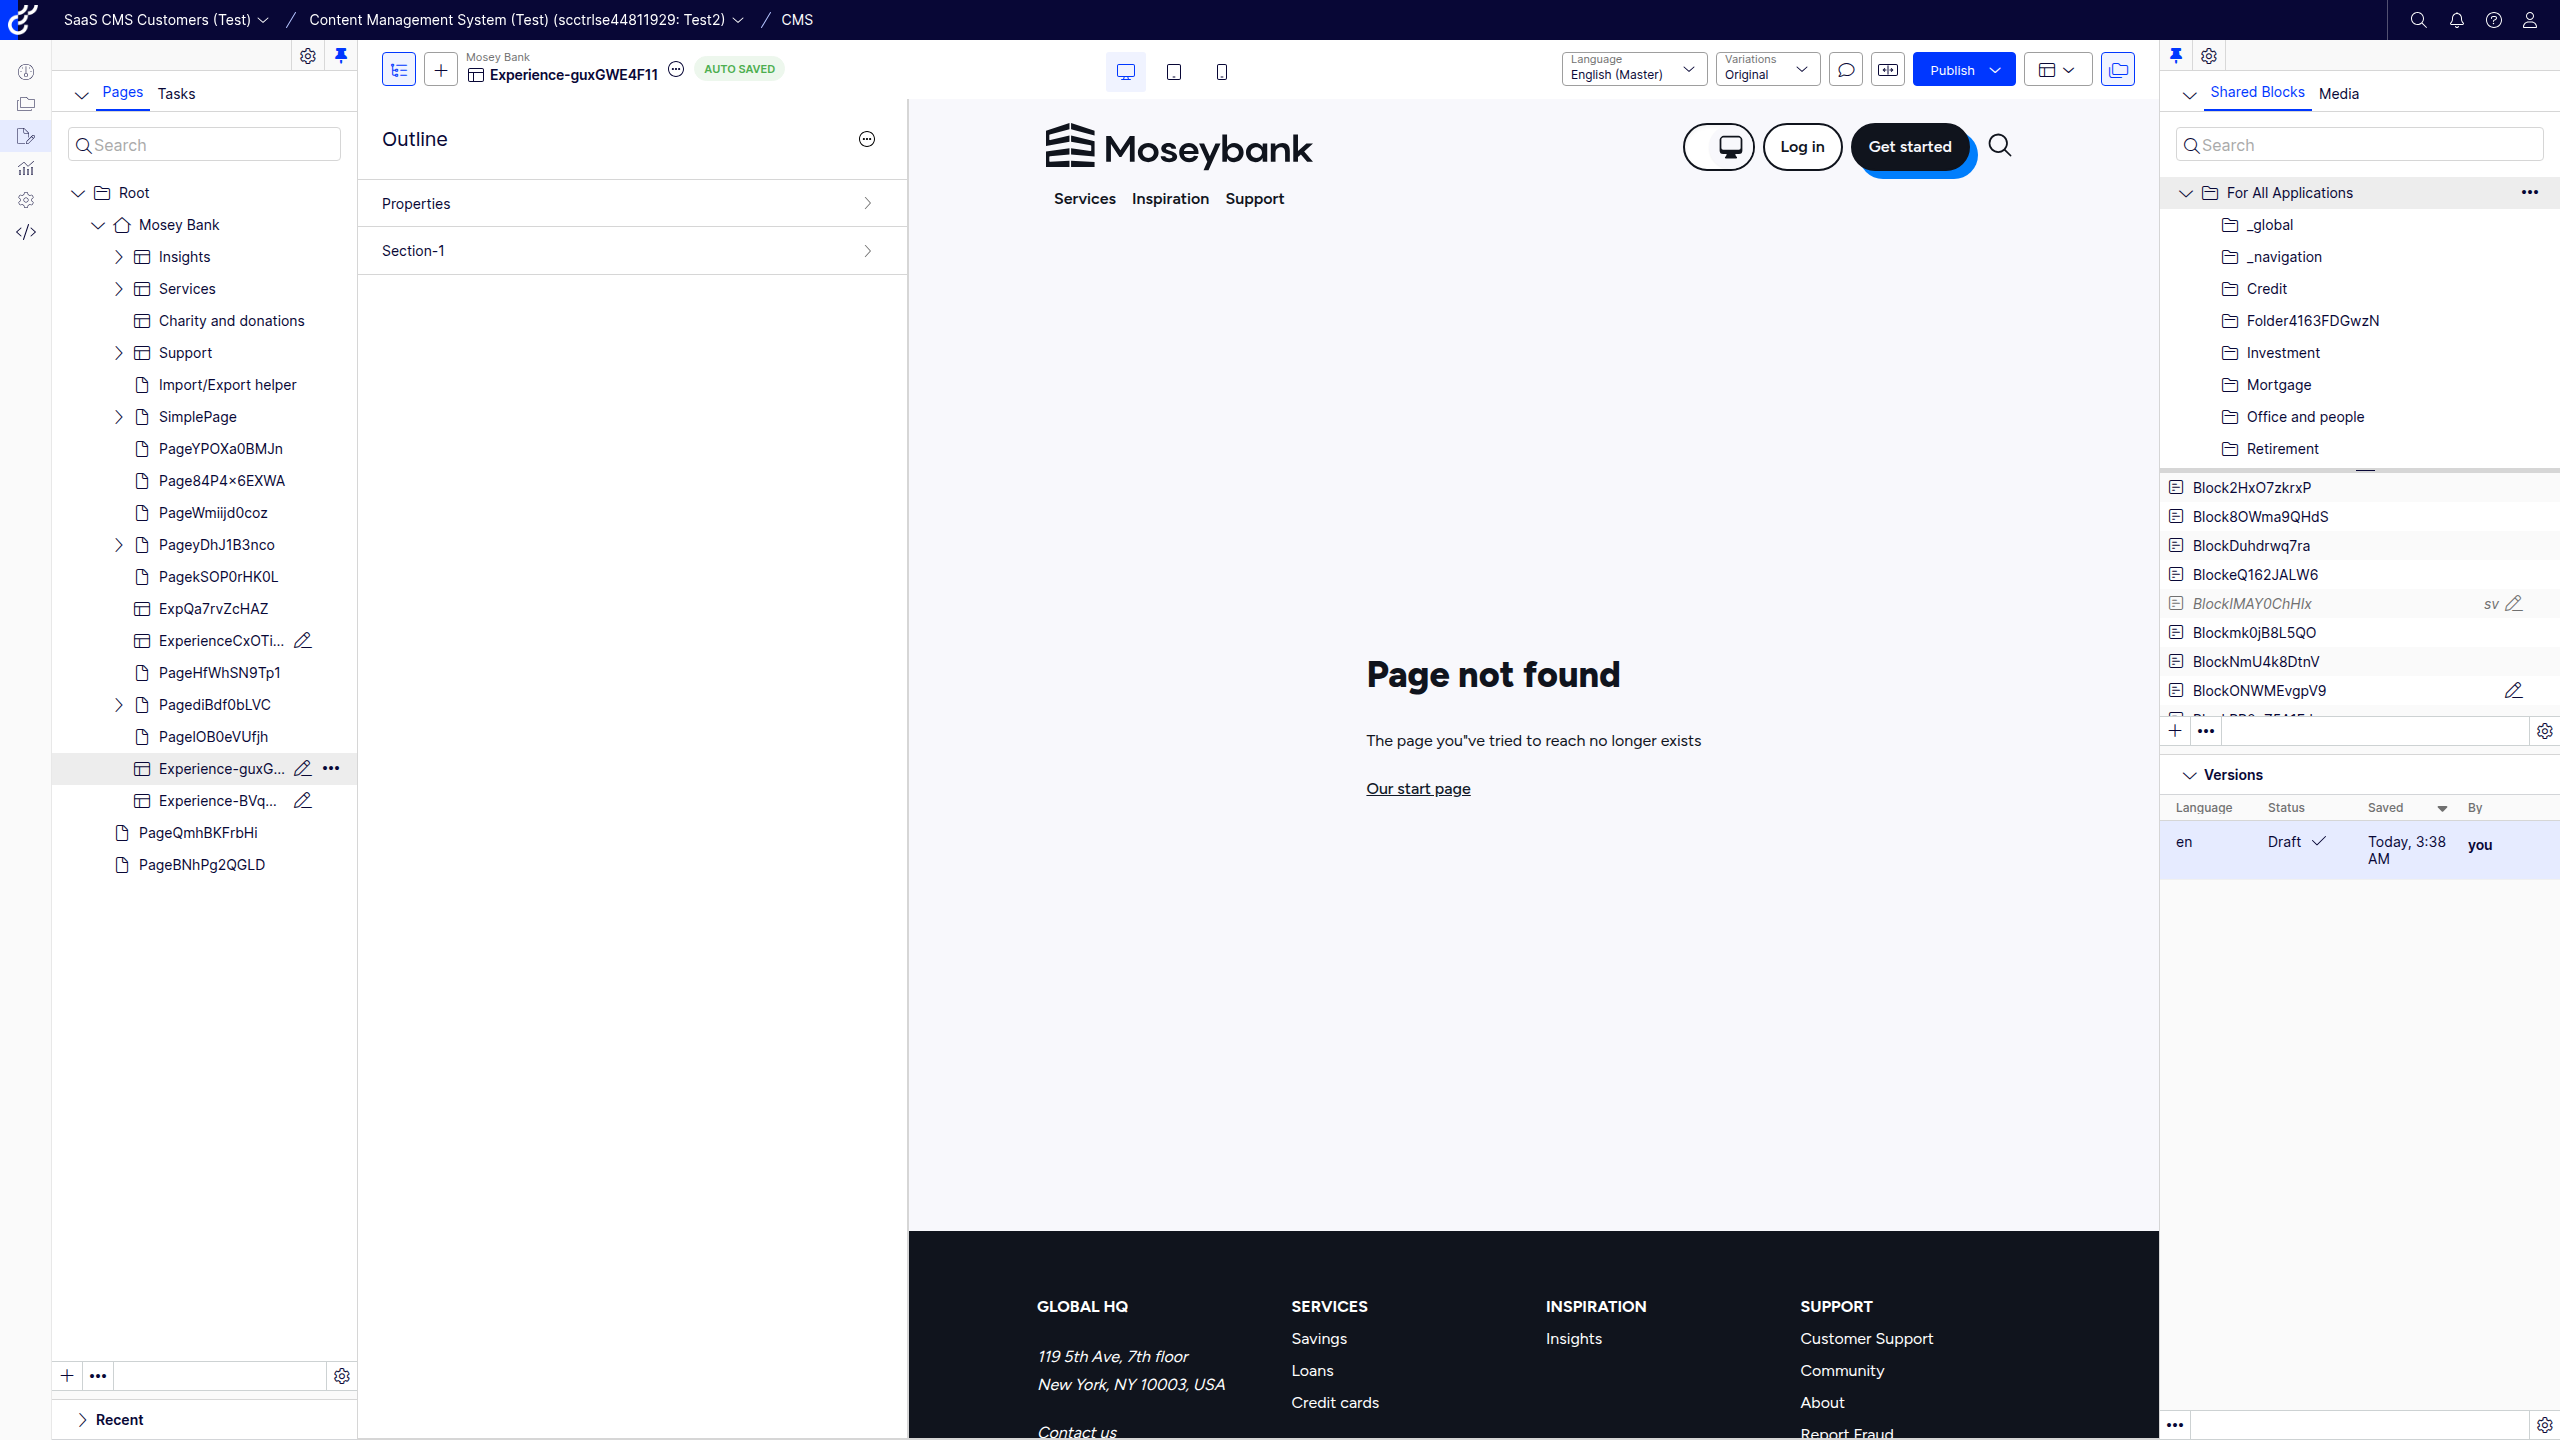 SaaS CMS Customers (Test)
Content Management System (Test) (scctrlse44811929: Test2)
CMS
Pages
Tasks
Search
Root
Mosey Bank
Insights
Services
Charity and donations
Support
Import/Export helper
SimplePage
PageYPOXa0BMJn
Page84P4x6EXWA
PageWmiijd0coz
PageyDhJ1B3nco
PagekSOP0rHK0L
ExpQa7rvZcHAZ
ExperienceCxOTi...
PageHfWhSN9Tp1
PagediBdf0bLVC
PagelOB0eVUfjh
Experience-guxG...
Experience-BVq...
PageQmhBKFrbHi
PageBNhPg2QGLD
Recent
Mosey Bank
Experience-guxGWE4F11
AUTO SAVED
Language
English (Master)
Variations
Original
Publish
Outline
Properties
Section-1
Moseybank
Log in
Get started
Services
Inspiration
Support
Page not found
The page you"ve tried to reach no longer exists
Our start page
GLOBAL HQ
119 5th Ave, 7th floor
New York, NY 10003, USA
Contact us
SERVICES
Savings
Loans
Credit cards
INSPIRATION
Insights
SUPPORT
Customer Support
Community
About
Report Fraud
Shared Blocks
Media
Search
For All Applications
_global
_navigation
Credit
Folder4163FDGwzN
Investment
Mortgage
Office and people
Retirement
Block2HxO7zkrxP
Block8OWma9QHdS
BlockDuhdrwq7ra
BlockeQ162JALW6
BlockIMAY0ChHIx
sv
Blockmk0jB8L5QO
BlockNmU4k8DtnV
BlockONWMEvgpV9
Versions
Language
Status
Saved
By
en
Draft
Today, 3:38
AM
you